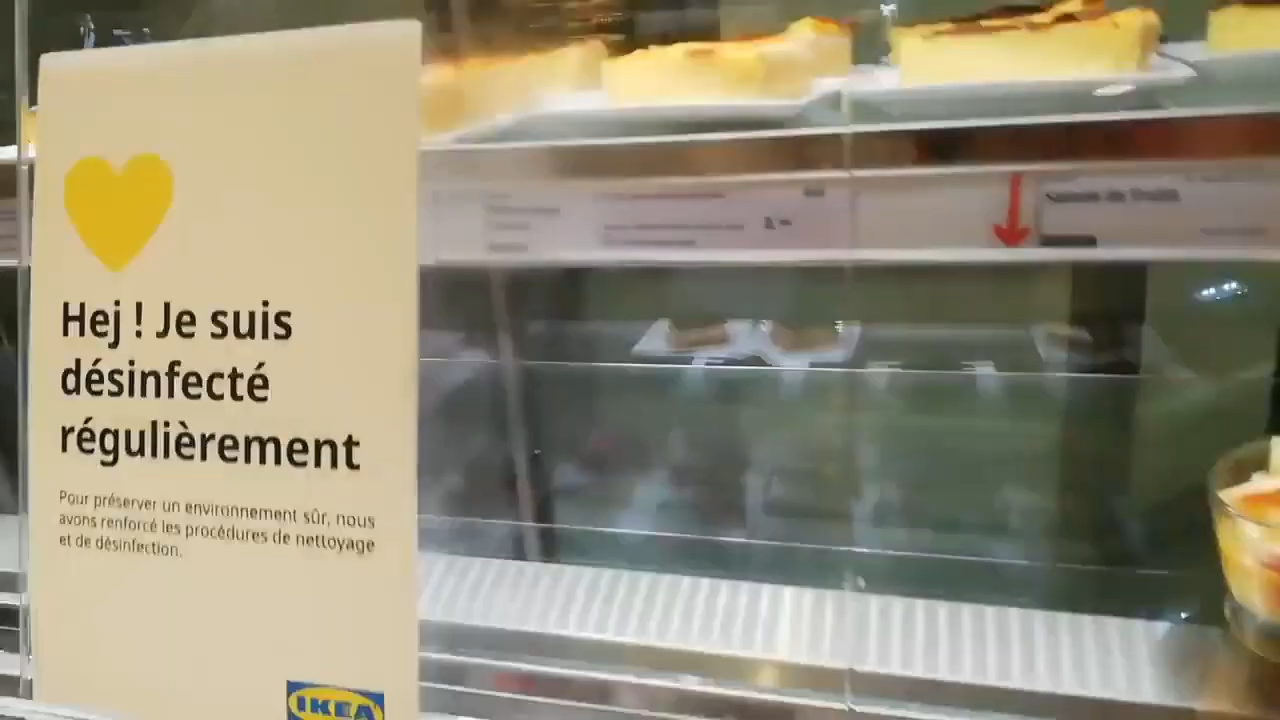 Hej ! Je suis
désinfecté
régulièrement
Pour préserver un environnement sûr, nous
avons renforcé les procédures de nettoyage
et de désinfection.
IKEA